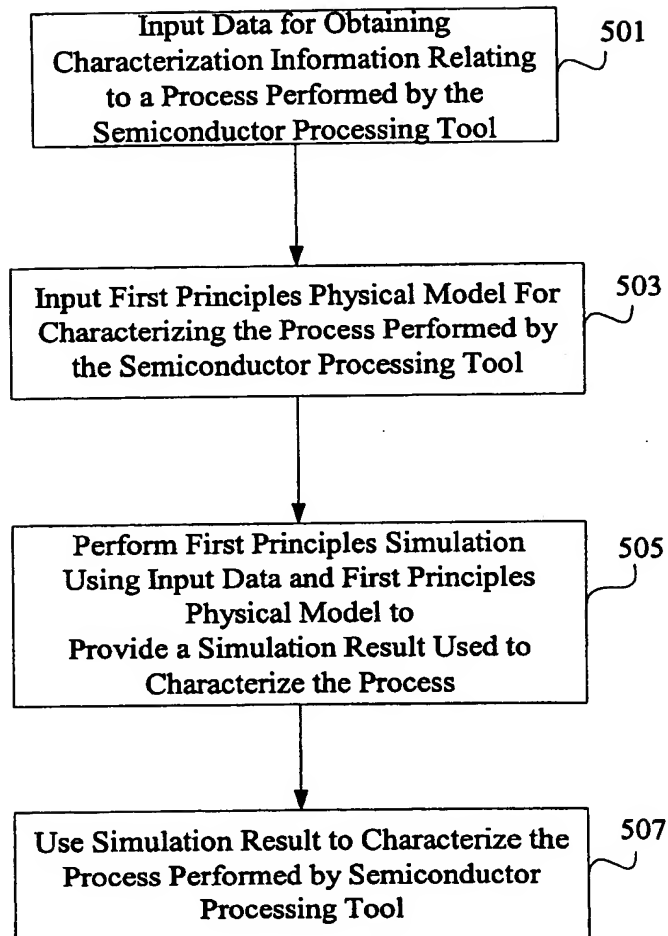 Input Data for Obtaining
Characterization Information Relating
to a Process Performed by the
Semiconductor Processing Tool
501
Input First Principles Physical Model For
Characterizing the Process Performed by
the Semiconductor Processing Tool
503
Perform First Principles Simulation
Using Input Data and First Principles
Physical Model to
Provide a Simulation Result Used to
Characterize the Process
505
Use Simulation Result to Characterize the
Process Performed by Semiconductor
Processing Tool
507